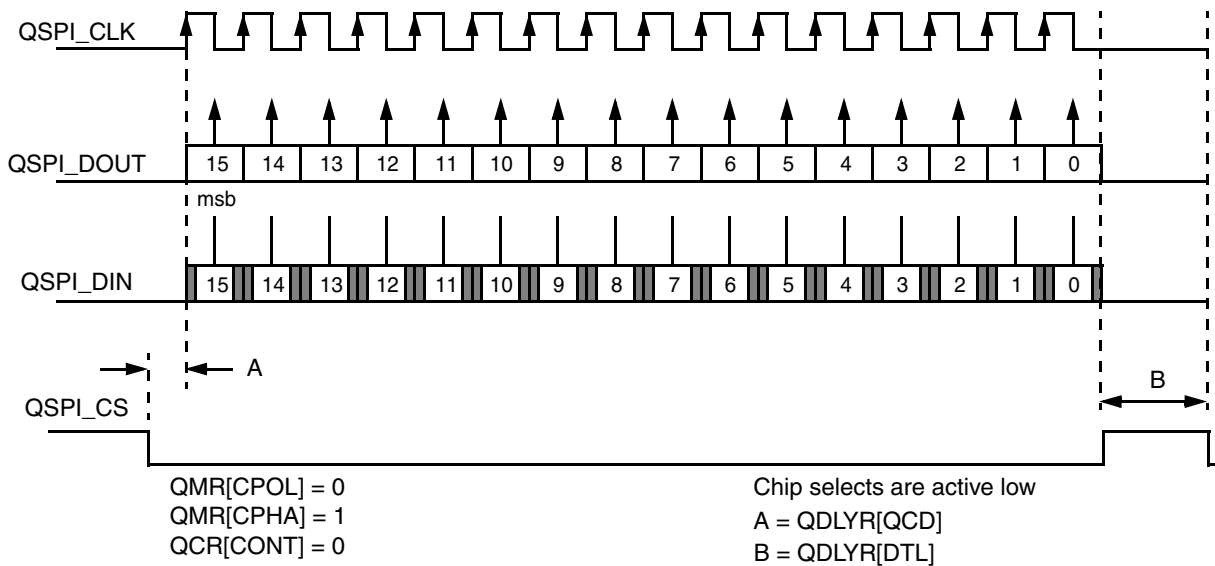 QSPI_CLK
QSPI_DOUT
15 14 13 12 11 10 9 8 7 6 5 4 3 2 1 0
msb
QSPI_DIN
15 14 13 12 11 10 9 8 7 6 5 4 3 2 1 0
A
B
QSPI_CS
QMR[CPOL] = 0
QMR[CPHA] = 1
QCR[CONT] = 0
Chip selects are active low
A = QDLYR[QCD]
B = QDLYR[DTL]